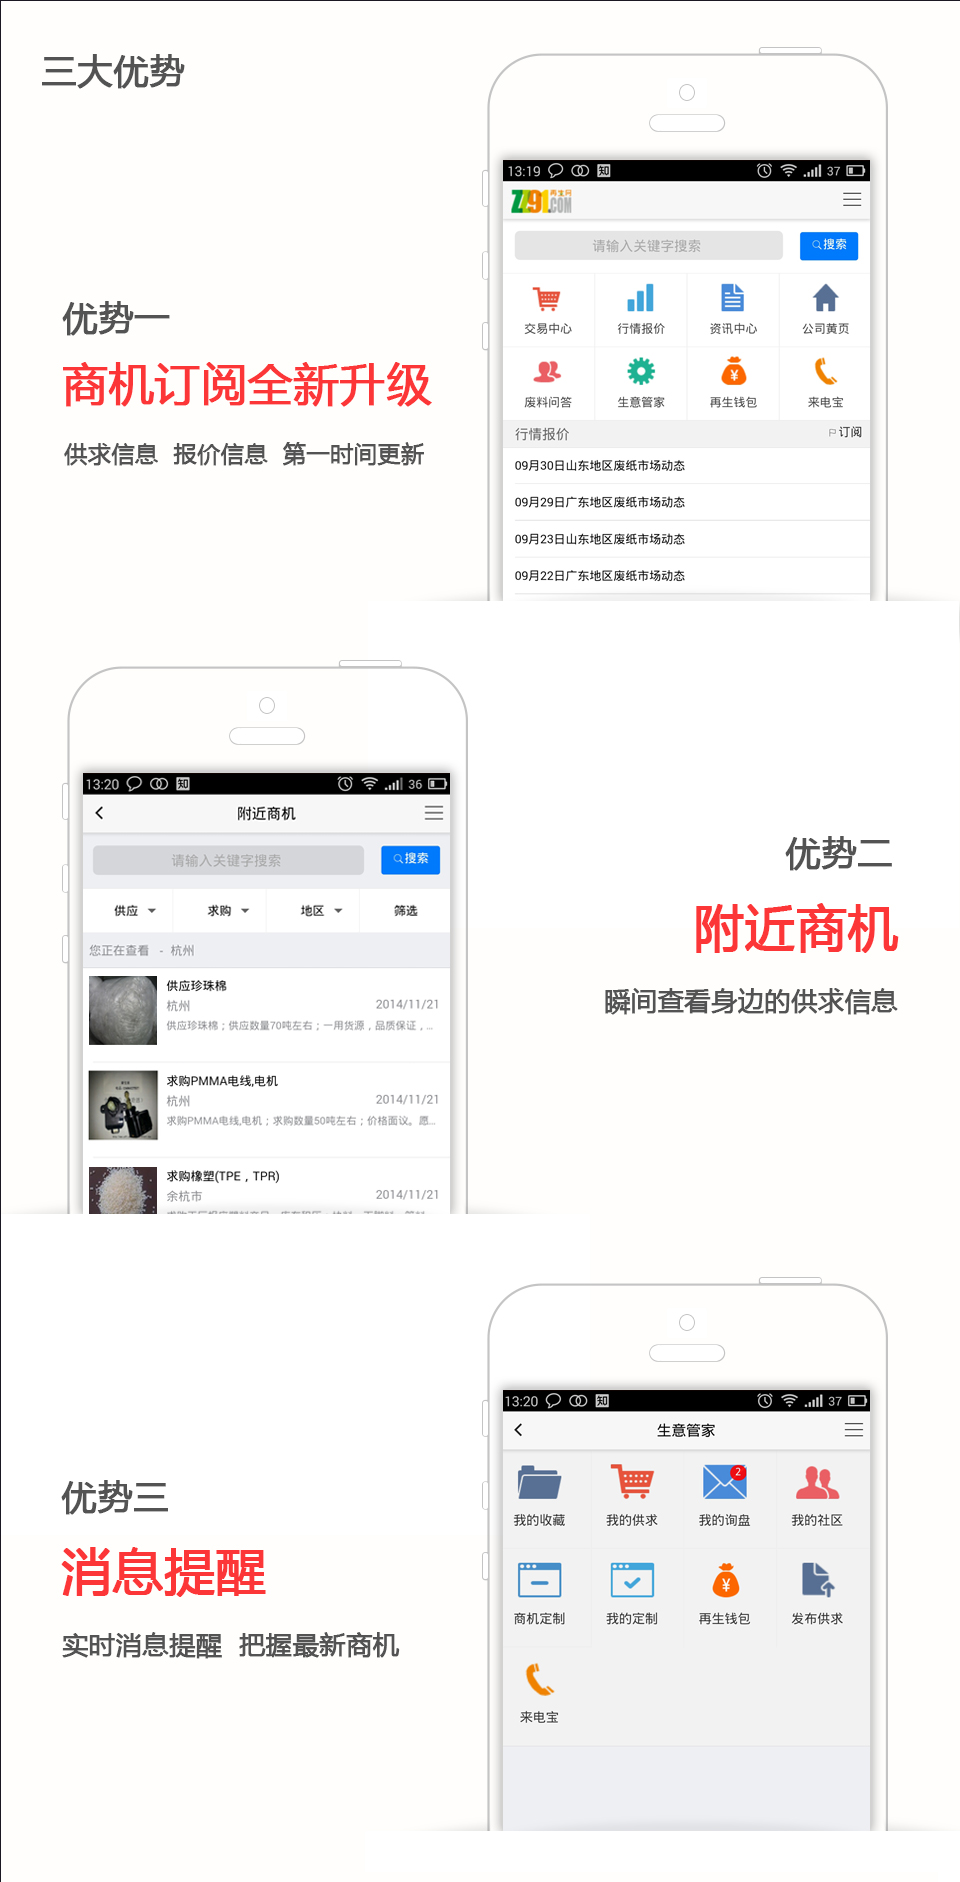 三大优势
优势一
商机订阅全新升级
供求信息 报价信息 第一时间更新
13:19 知 37
ZZ91.COM 再生网
请输入关键字搜索 搜索
交易中心 行情报价 资讯中心 公司黄页
废料问答 生意管家 再生钱包 来电宝
行情报价 订阅
09月30日山东地区废纸市场动态
09月29日广东地区废纸市场动态
09月23日山东地区废纸市场动态
09月22日广东地区废纸市场动态
13:20 知 36
附近商机
请输入关键字搜索 搜索
供应 求购 地区 筛选
您正在查看 - 杭州
供应珍珠棉
杭州 2014/11/21
供应珍珠棉；供应数量70吨左右；一用货源，品质保证，...
求购PMMA电线,电机
杭州 2014/11/21
求购PMMA电线,电机；求购数量50吨左右；价格面议。愿...
求购橡塑(TPE，TPR)
余杭市 2014/11/21
优势二
附近商机
瞬间查看身边的供求信息
优势三
消息提醒
实时消息提醒 把握最新商机
13:20 知 37
生意管家
2
我的收藏 我的供求 我的询盘 我的社区
商机定制 我的定制 再生钱包 发布供求
来电宝